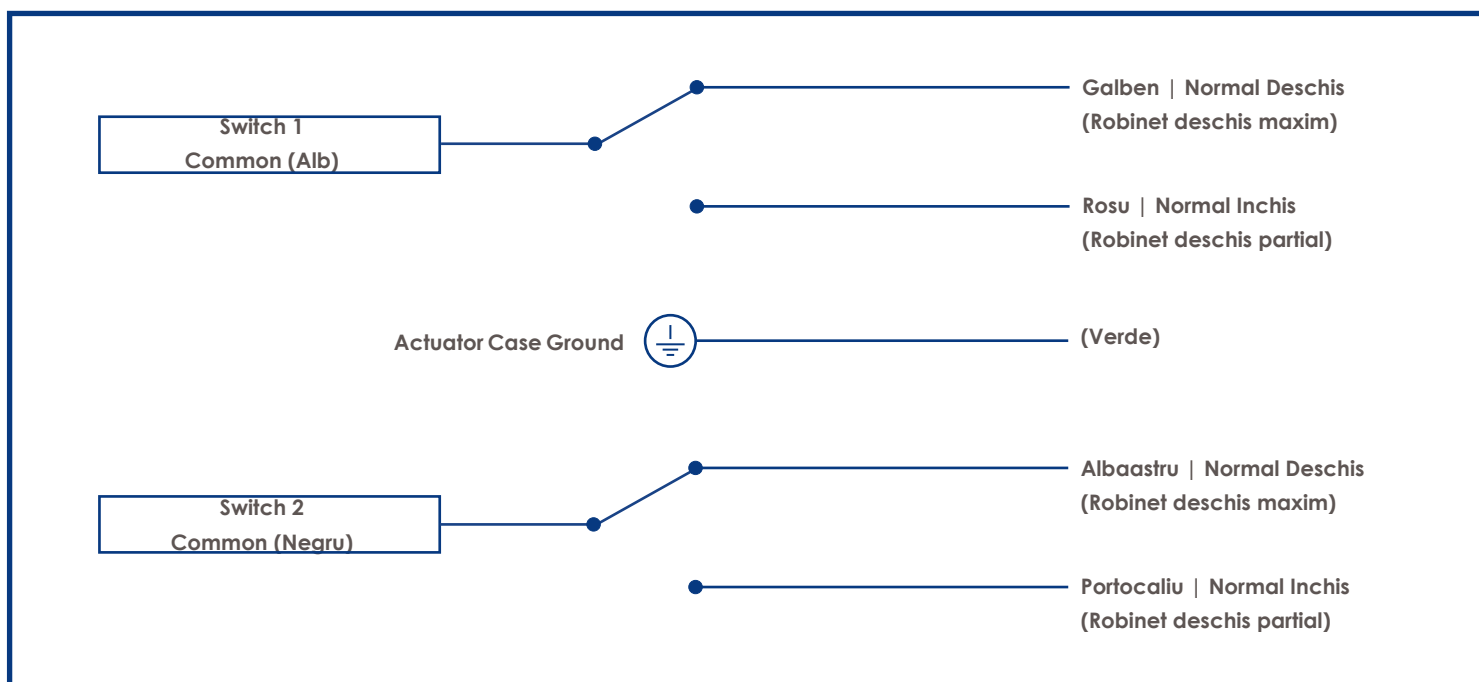 Galben | Normal Deschis
(Robinet deschis maxim)
Switch 1
Common (Alb)
Rosu | Normal Inchis
(Robinet deschis partial)
Actuator Case Ground
(Verde)
Albaastru | Normal Deschis
(Robinet deschis maxim)
Switch 2
Common (Negru)
Portocaliu | Normal Inchis
(Robinet deschis partial)